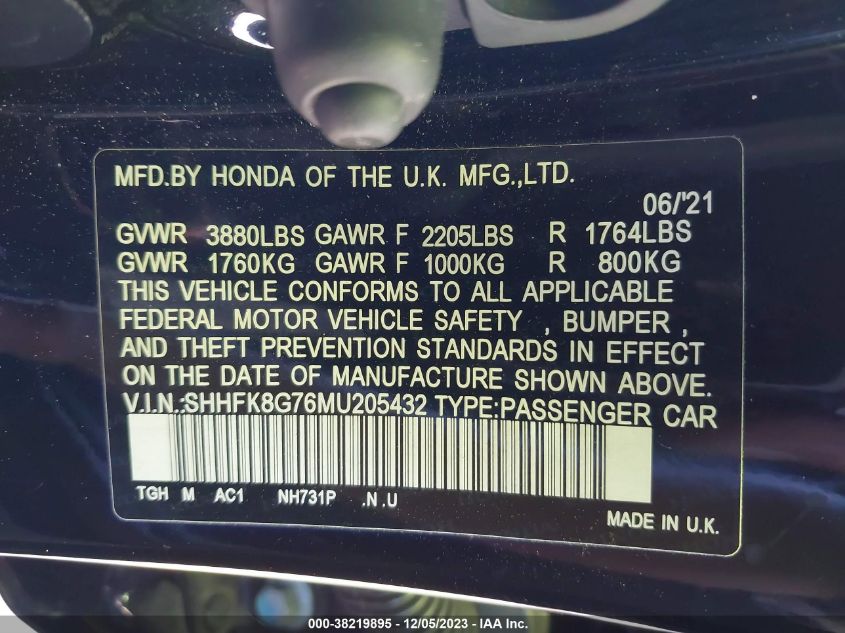 MFD.BY HONDA OF THE U.K. MFG.,LTD.
06/'21
GVWR 3880LBS GAWR F 2205LBS R 1764LBS
GVWR 1760KG GAWR F 1000KG R 800KG
THIS VEHICLE CONFORMS TO ALL APPLICABLE
FEDERAL MOTOR VEHICLE SAFETY , BUMPER ,
AND THEFT PREVENTION STANDARDS IN EFFECT
ON THE DATE OF MANUFACTURE SHOWN ABOVE.
V.I.N.:SHHFK8G76MU205432 TYPE:PASSENGER CAR
TGH M AC1 NH731P .N.U
MADE IN U.K.
000-38219895 - 12/05/2023 - IAA Inc.